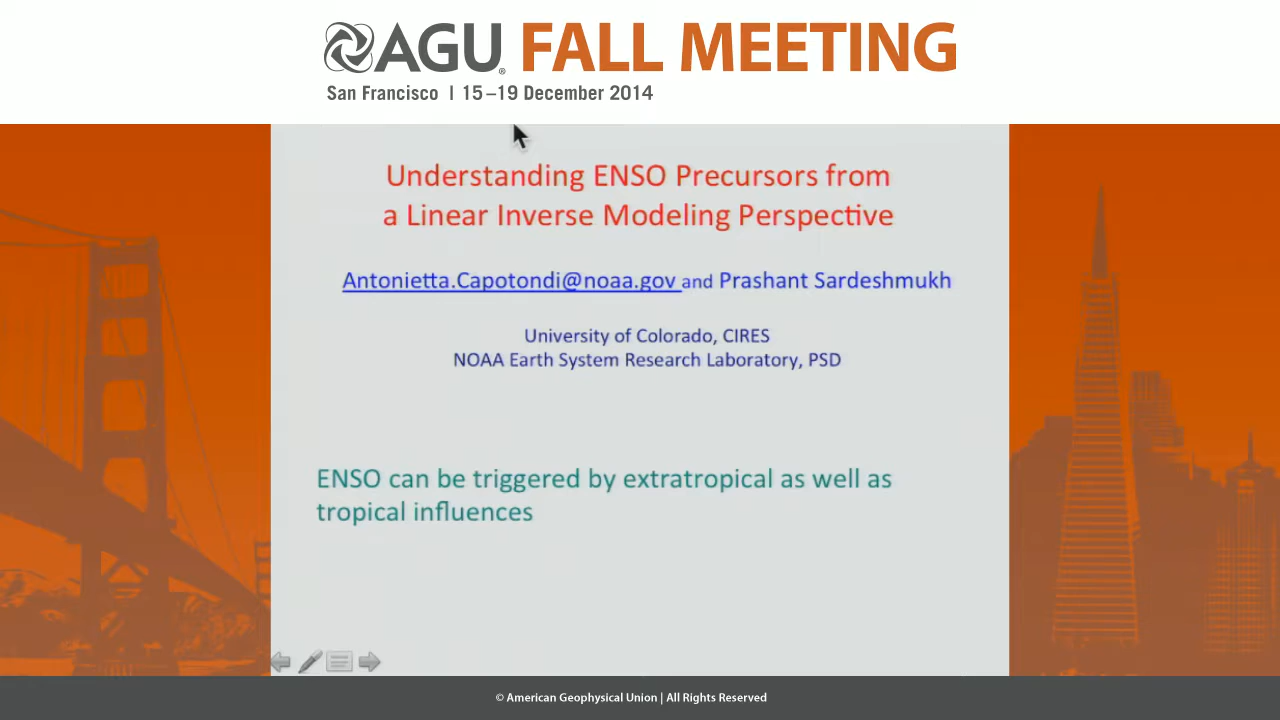 AGU® FALL MEETING
San Francisco | 15–19 December 2014
Understanding ENSO Precursors from
a Linear Inverse Modeling Perspective
Antonietta.Capotondi@noaa.gov and Prashant Sardeshmukh
University of Colorado, CIRES
NOAA Earth System Research Laboratory, PSD
ENSO can be triggered by extratropical as well as
tropical influences
© American Geophysical Union | All Rights Reserved